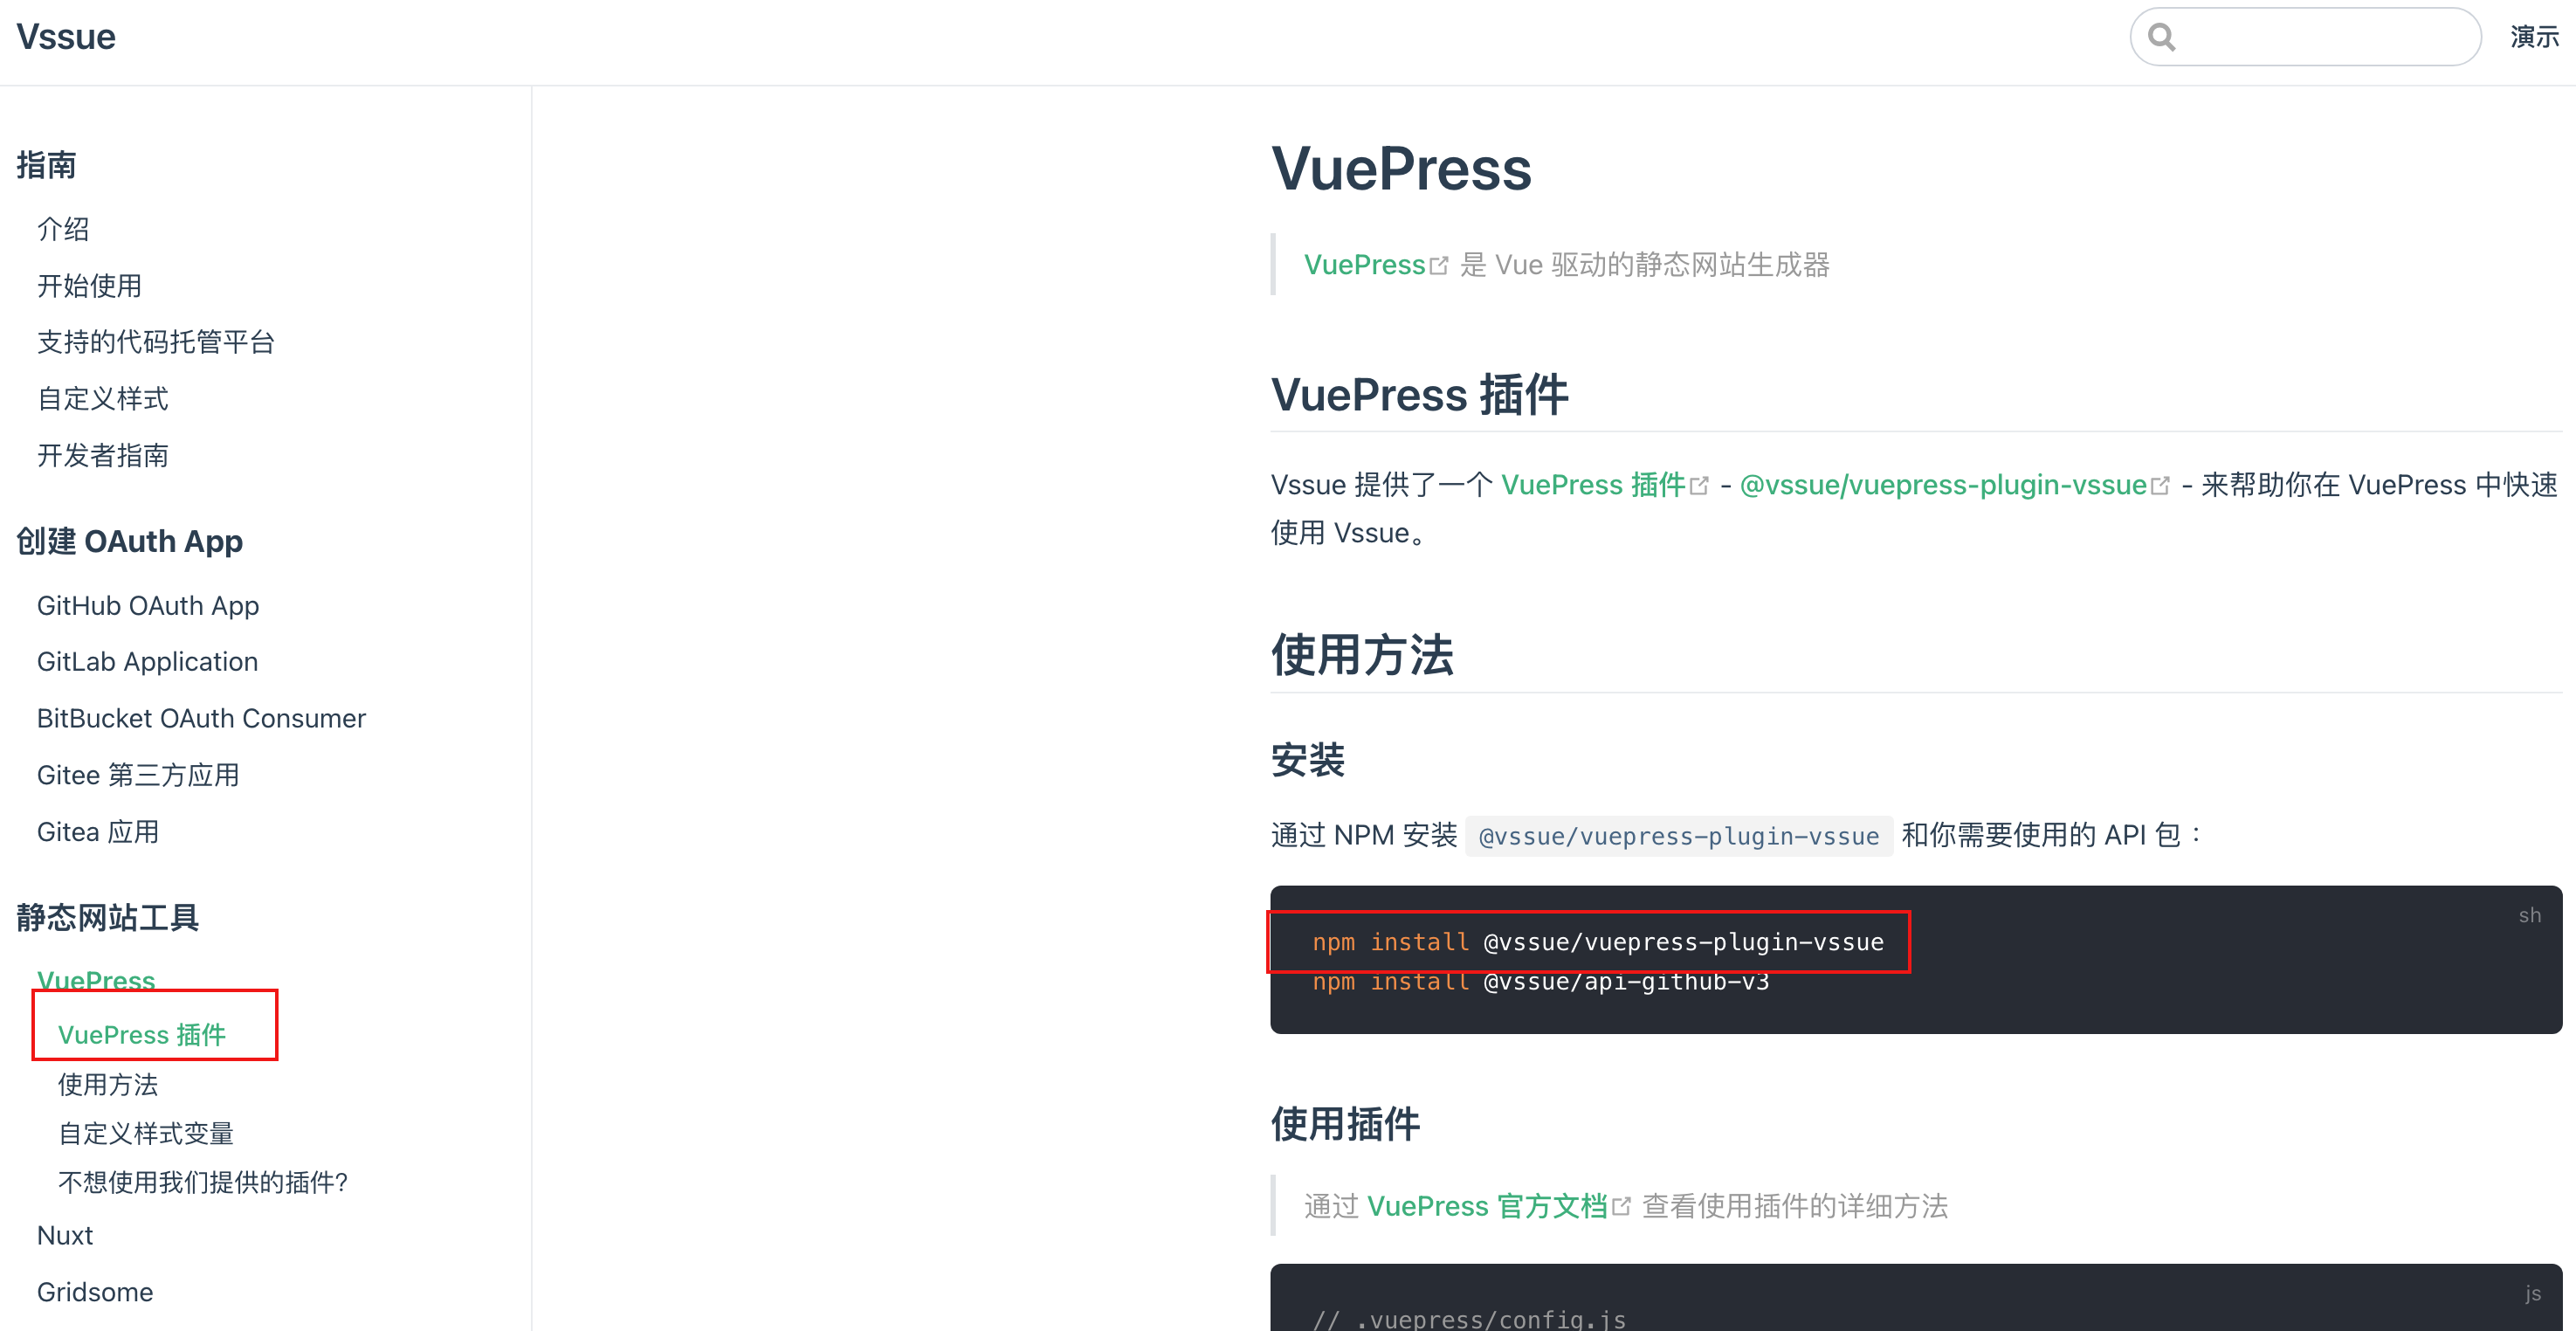 Vssue
演示
指南
介绍
开始使用
支持的代码托管平台
自定义样式
开发者指南
创建 OAuth App
GitHub OAuth App
GitLab Application
BitBucket OAuth Consumer
Gitee 第三方应用
Gitea 应用
静态网站工具
VuePress
VuePress 插件
使用方法
自定义样式变量
不想使用我们提供的插件?
Nuxt
Gridsome
VuePress
VuePress 是 Vue 驱动的静态网站生成器
VuePress 插件
Vssue 提供了一个 VuePress 插件 - @vssue/vuepress-plugin-vssue - 来帮助你在 VuePress 中快速
使用 Vssue。
使用方法
安装
通过 NPM 安装 @vssue/vuepress-plugin-vssue 和你需要使用的 API 包：
sh
npm install @vssue/vuepress-plugin-vssue
npm install @vssue/api-github-v3
使用插件
通过 VuePress 官方文档 查看使用插件的详细方法
js
// .vuepress/config.js